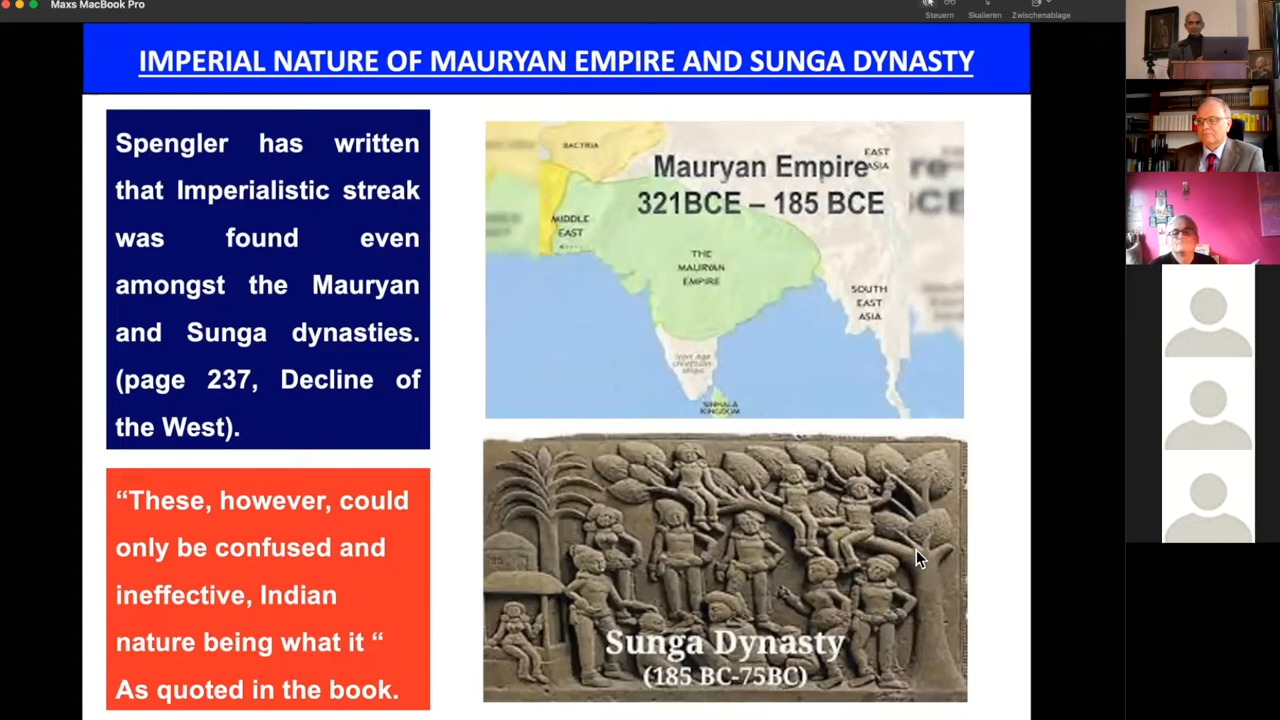 Maxs MacBook Pro
Steuern
Skalieren
Zwischenablage
IMPERIAL NATURE OF MAURYAN EMPIRE AND SUNGA DYNASTY
Spengler has written
that Imperialistic streak
was found even
amongst the Mauryan
and Sunga dynasties.
(page 237, Decline of
the West).
“These, however, could
only be confused and
ineffective, Indian
nature being what it “
As quoted in the book.
BACTRIA
EAST
ASIA
Mauryan Empire
321BCE – 185 BCE
MIDDLE
EAST
THE
MAURYAN
EMPIRE
SOUTH
EAST
ASIA
Iron Age
SINHALA
KINGDOM
Sunga Dynasty
(185 BC-75BC)